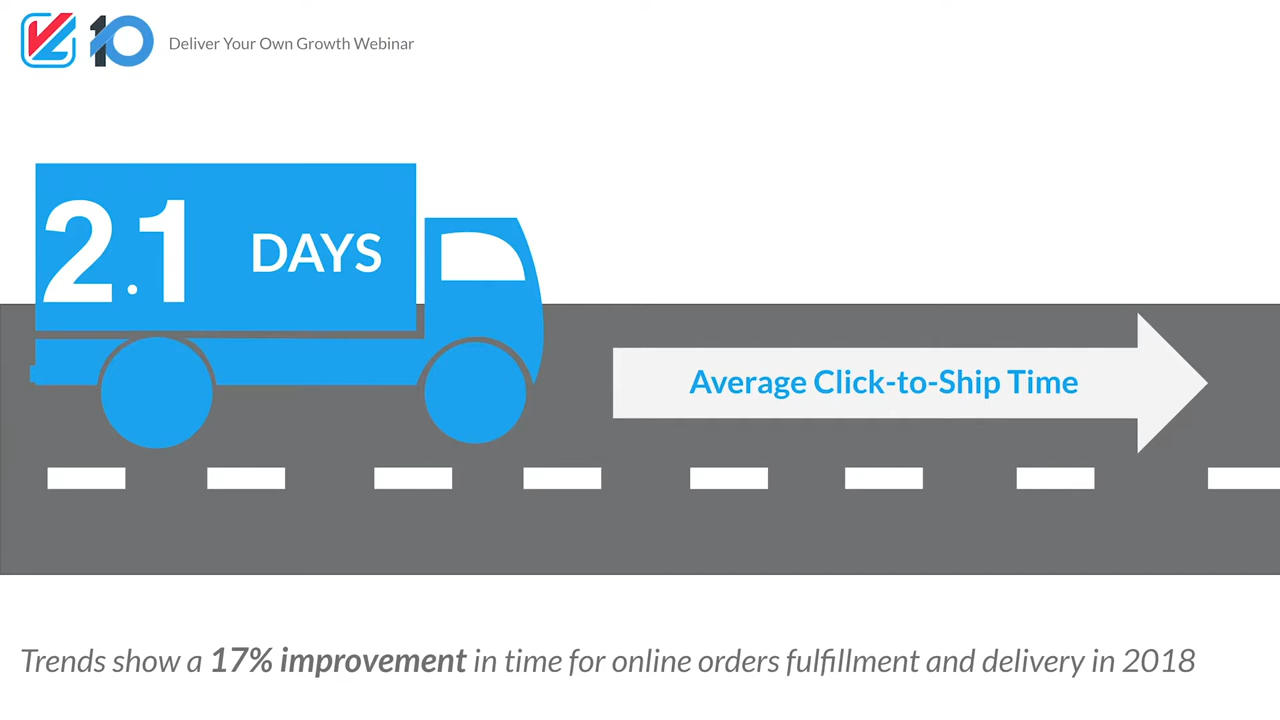 10
Deliver Your Own Growth Webinar
2.1 DAYS
Average Click-to-Ship Time
Trends show a 17% improvement in time for online orders fulfillment and delivery in 2018